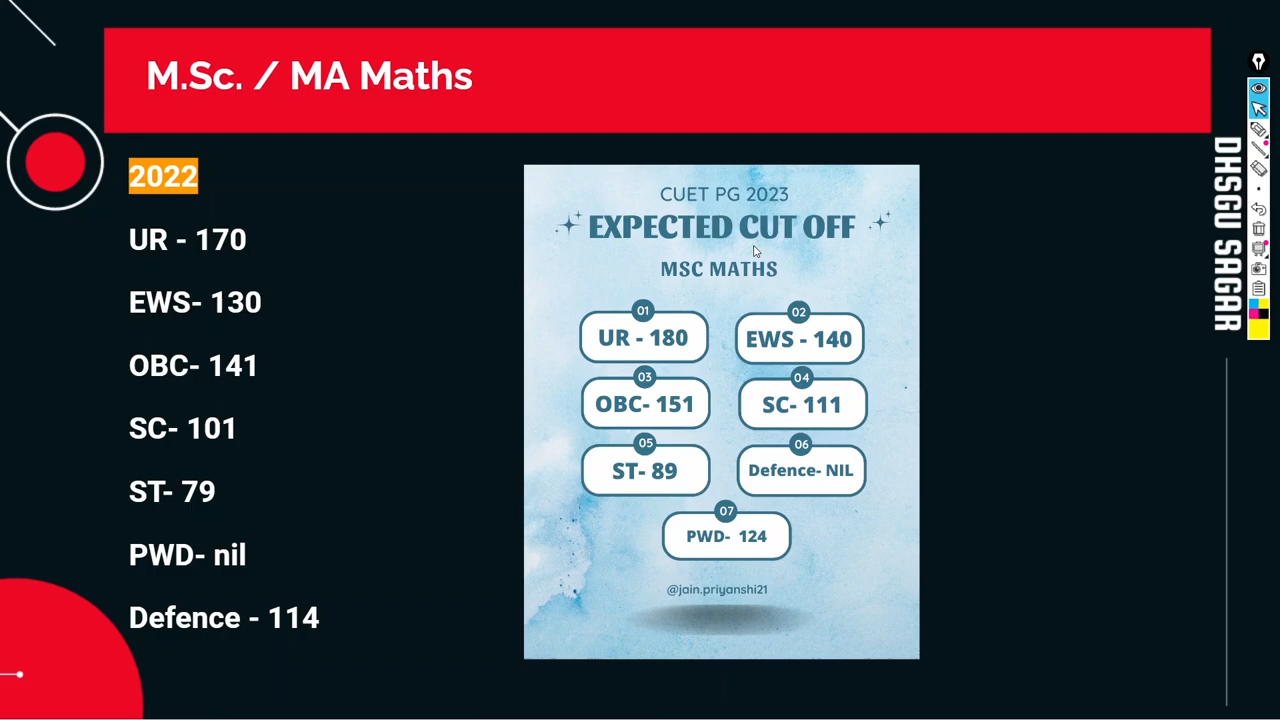 M.Sc. / MA Maths
2022
UR - 170
EWS- 130
OBC- 141
SC- 101
ST- 79
PWD- nil
Defence - 114
CUET PG 2023
EXPECTED CUT OFF
MSC MATHS
01
UR - 180
02
EWS - 140
03
OBC- 151
04
SC- 111
05
ST- 89
06
Defence- NIL
07
PWD- 124
@jain.priyanshi21
DHSGU SAGAR